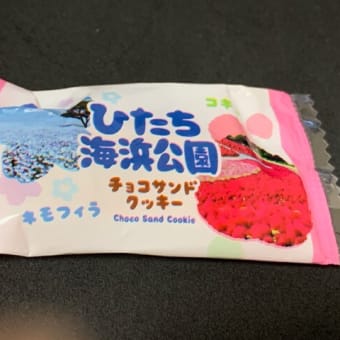 コキ
ひたち
海浜公園
チョコサンド
クッキー
Choco Sand Cookie
ネモフィラ